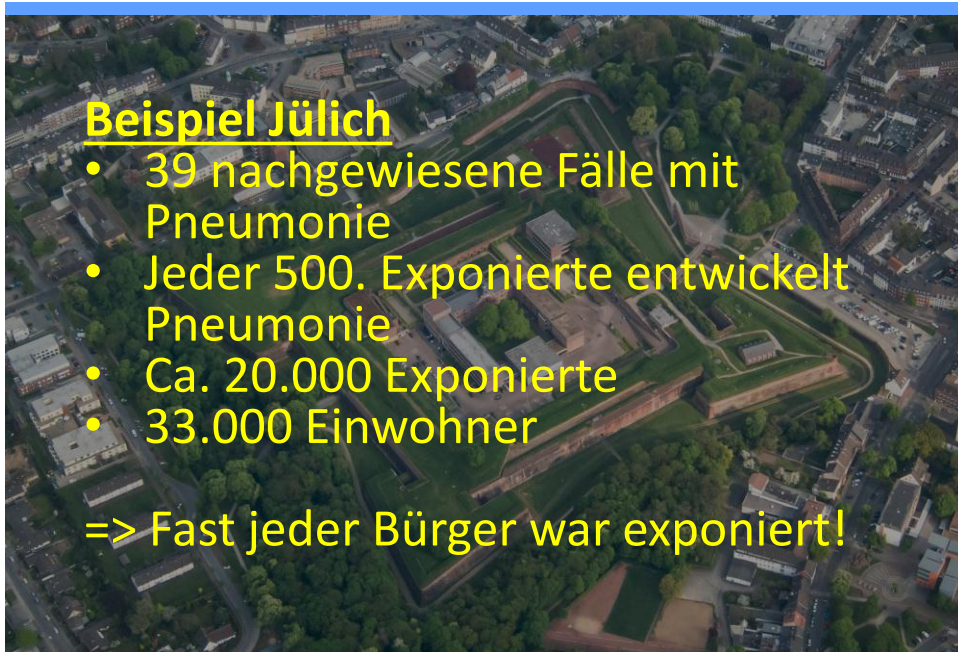 Beispiel Jülich
• 39 nachgewiesene Fälle mit
Pneumonie
• Jeder 500. Exponierte entwickelt
Pneumonie
• Ca. 20.000 Exponierte
• 33.000 Einwohner
=> Fast jeder Bürger war exponiert!